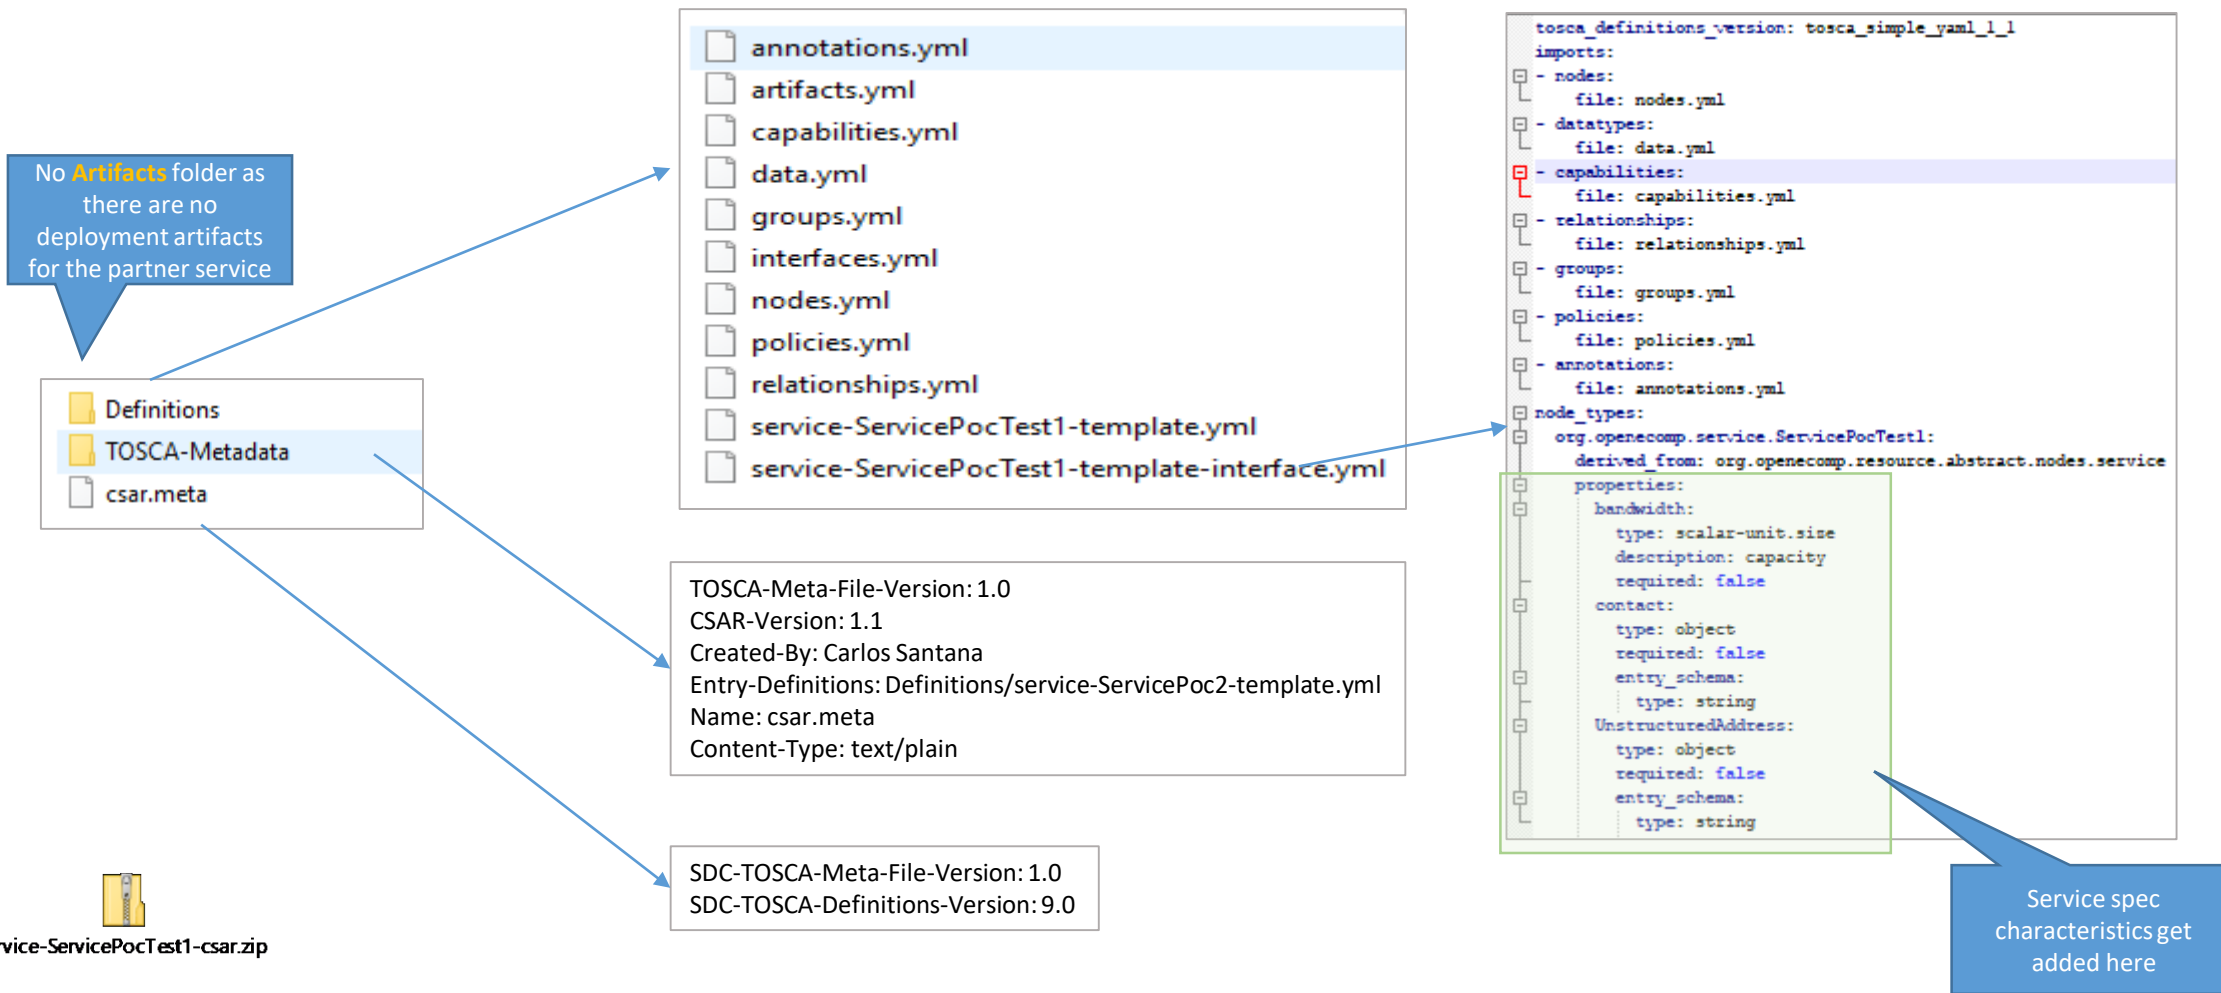 No Artifacts folder as
there are no
deployment artifacts
for the partner service
Definitions
TOSCA-Metadata
csar.meta
rvice-ServicePocTest1-csar.zip
annotations.yml
artifacts.yml
capabilities.yml
data.yml
groups.yml
interfaces.yml
nodes.yml
policies.yml
relationships.yml
service-ServicePocTest1-template.yml
service-ServicePocTest1-template-interface.yml
TOSCA-Meta-File-Version: 1.0
CSAR-Version: 1.1
Created-By: Carlos Santana
Entry-Definitions: Definitions/service-ServicePoc2-template.yml
Name: csar.meta
Content-Type: text/plain
SDC-TOSCA-Meta-File-Version: 1.0
SDC-TOSCA-Definitions-Version: 9.0
tosca_definitions_version: tosca_simple_yaml_1_1
imports:
- nodes:
file: nodes.yml
- datatypes:
file: data.yml
- capabilities:
file: capabilities.yml
- relationships:
file: relationships.yml
- groups:
file: groups.yml
- policies:
file: policies.yml
- annotations:
file: annotations.yml
node_types:
org.openecomp.service.ServicePocTest1:
derived_from: org.openecomp.resource.abstract.nodes.service
properties:
bandwidth:
type: scalar-unit.size
description: capacity
required: false
contact:
type: object
required: false
entry_schema:
type: string
UnstructuredAddress:
type: object
required: false
entry_schema:
type: string
Service spec
characteristics get
added here